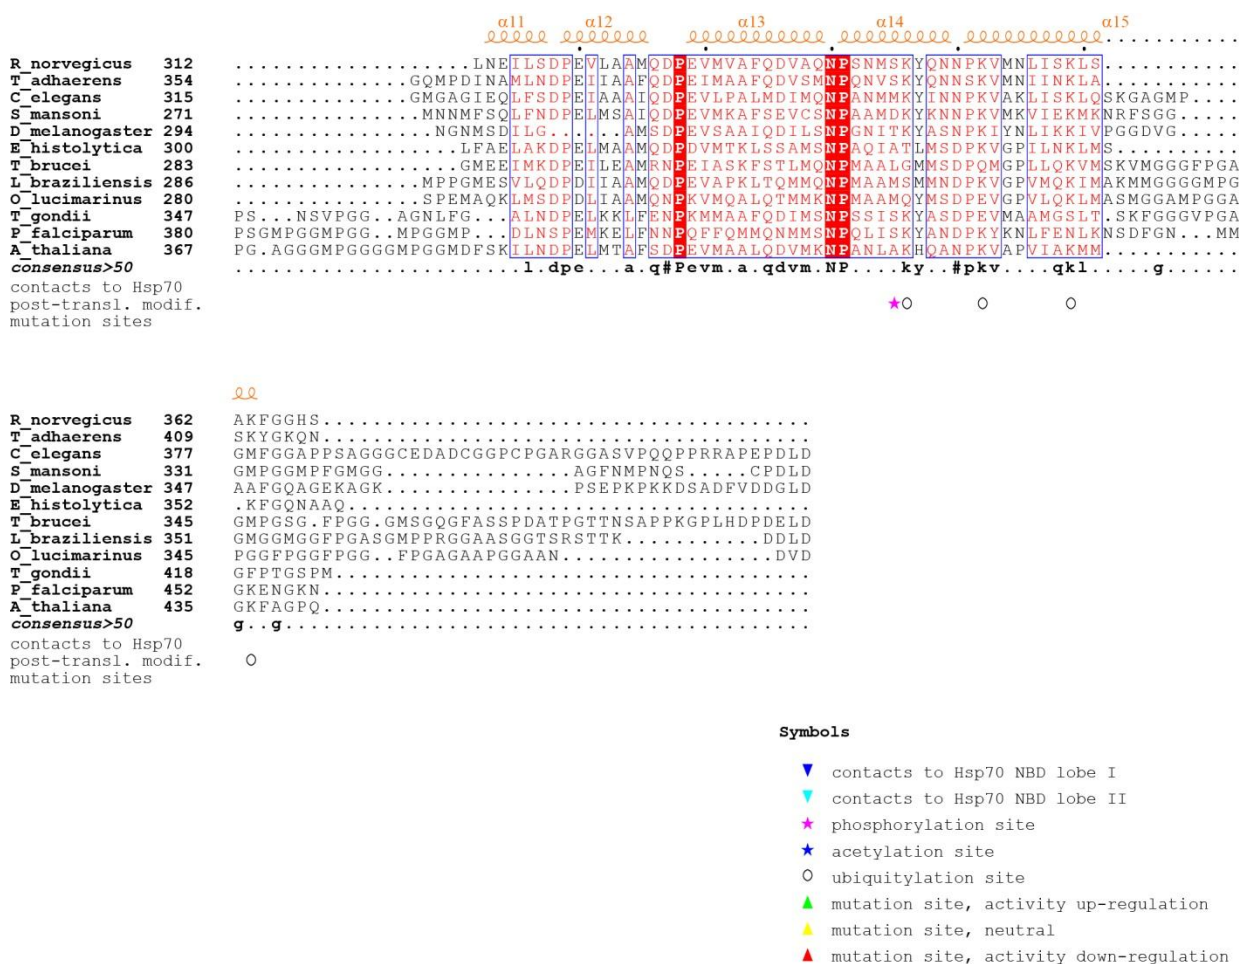 α11 α12 α13 α14 α15
R_norvegicus 312 ...................LNEILSDPEVLAAMQDPEVMVAFQDVAQNPSNMSKYQNNPKVMNLISKLS...........
T_adhaerens 354 ..............GQMPDINAMLNDPEIIAAFQDPEIMAAFQDVSMNPQNVSKYQNNSKIINIINKLA...........
C_elegans 315 ..............GMGAGIEQLFSDPEIAAAIQDPEVLPALMDIMQNPANMMKYINNPKVAKLISKLQSKGAGMP....
S_mansoni 271 ...............MNNMFSQLFNDPELMSAIQDPEVMKAFSEVCSNPAAMDKYKNNPKVMKVIEKMKNRFSGG.....
D_melanogaster 294 ................NGNMSDILG......AMSDPEVSAAIQDILSNPGNITKYASNPKIYNLIKKIVPGGDVG.....
E_histolytica 300 ..................LFAELAKDPELMAAMQDPDVMTKLSSAMSNPAQIATLMSDPKVGPILNKLMS..........
T_brucei 283 ..................GMEEIMKDPEILEAMRNPEIASKFSTLMQNPMAALGMSDPQMGPLLQKVMSKVMGGGFPGA
L_braziliensis 286 ...............MPPGMESVLQDPDIIAAMQDPEVAPKLTQMMQNPMAAMSMMNDPKVGPVMQKIMAKMMGGGGMPG
O_lucimarinus 280 ...............SPEMAQKLMSDPDLIAAMQNPKVMQALQTMMKNPMAAMQYMSDPEVGPVIQKLMASMGGAMPGGA
T_gondii 347 PS...NSVPGG..AGNLFG....ALNDPELKKLFENPKMMAAFQDIMSNPSSISKYASDPEVMAAMGSLT.SKFGGGVPGA
P_falciparum 380 PSGMPGGMPGG.MPGGMP....DLNSPEMKELFNNPQFFQMMQNMMSNPQLISKYANDPKYKNLFENLKNSDFGN...MM
A_thaliana 367 PG.AGGGMPGGGGMPGGMDFSKILNDPELMTAFSDPEVMAALQDVMKNPANLAKHQANPKVAPVIAKMM...........
consensus>50 .......................l.dpe...a.q#Pevm.a.qdvm.NP....ky..#pkv....qkl.....g......
contacts to Hsp70
post-transl. modif.
mutation sites
R_norvegicus 362 AKFGGHS.......................................
T_adhaerens 409 SKYGKQN.......................................
C_elegans 377 GMFGGAPPSAGGGCEDADCGGPCPGARGGASVPQQPPRRAPEPDLD
S_mansoni 331 GMPGGMPFGMGG...............AGFNMPNQS.....CPDLD
D_melanogaster 347 AAFGQAGEKAGK...............PSEPKPKKDSADFVDDGLD
E_histolytica 352 .KFGQNAAQ.....................................
T_brucei 345 GMPGSG.FPGG.GMSGQGFASSPDATPGTTNSAPPKGPLHDPDELD
L_braziliensis 351 GMGGMGGFPGASGMPPRGGAASGGTSRSTTK...........DDLD
O_lucimarinus 345 PGGFPGGFPGG..FPGAGAAPGGAAN.................DVD
T_gondii 418 GFPTGSPM......................................
P_falciparum 452 GKENGKN.......................................
A_thaliana 435 GKFAGPQ.......................................
consensus>50 g..g..........................................
contacts to Hsp70
post-transl. modif.
mutation sites
Symbols
contacts to Hsp70 NBD lobe I
contacts to Hsp70 NBD lobe II
phosphorylation site
acetylation site
ubiquitylation site
mutation site, activity up-regulation
mutation site, neutral
mutation site, activity down-regulation